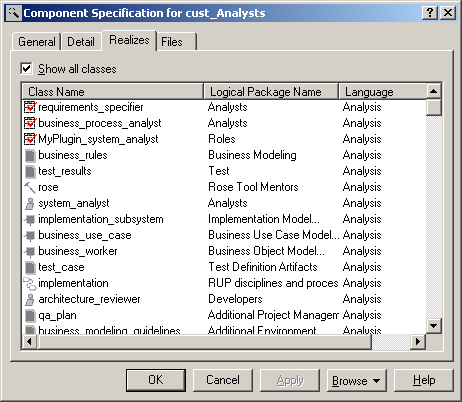 Component Specification for cust_Analysts
General Detail Realizes Files
Show all classes
Class Name Logical Package Name Language
requirements_specifier Analysts Analysis
business_process_analyst Analysts Analysis
MyPlugin_system_analyst Roles Analysis
business_rules Business Modeling Analysis
test_results Test Analysis
rose Rose Tool Mentors Analysis
system_analyst Analysts Analysis
implementation_subsystem Implementation Model... Analysis
business_use_case Business Use Case Model... Analysis
business_worker Business Object Model... Analysis
test_case Test Definition Artifacts Analysis
implementation RUP disciplines and proces Analysis
architecture_reviewer Developers Analysis
qa_plan Additional Project Managem Analysis
business_modeling_guidelines Additional Environment Analysis
OK Cancel Apply Browse Help